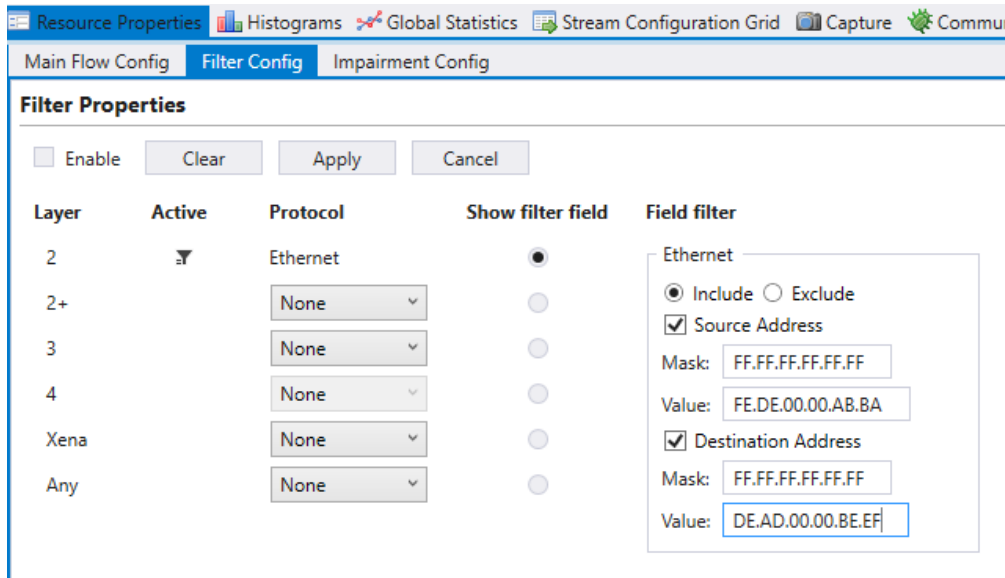 Resource Properties Histograms Global Statistics Stream Configuration Grid Capture Commu
Main Flow Config Filter Config Impairment Config
Filter Properties
Enable Clear Apply Cancel
Layer Active Protocol Show filter field Field filter
2 Ethernet
Ethernet
Include Exclude
2+ None
Source Address
3 None
Mask: FF.FF.FF.FF.FF.FF
4 None
Value: FE.DE.00.00.AB.BA
Xena None
Destination Address
Any None
Mask: FF.FF.FF.FF.FF.FF
Value: DE.AD.00.00.BE.EF